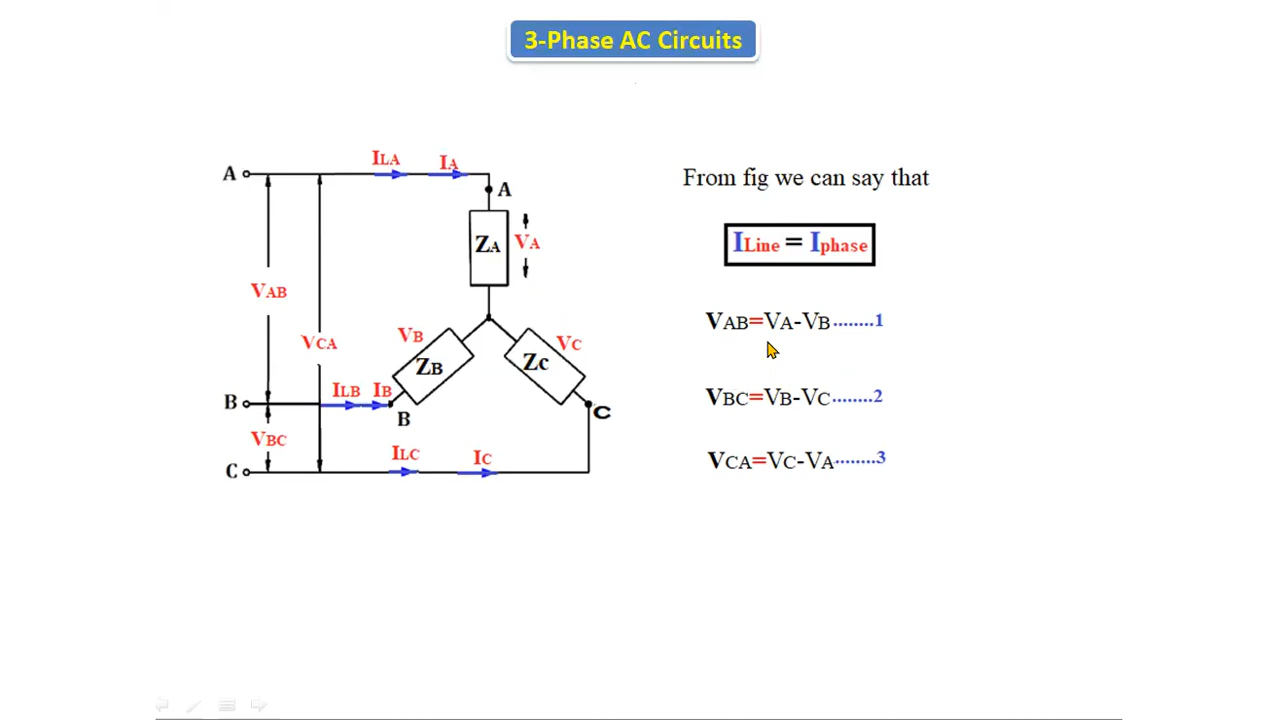 3-Phase AC Circuits
ILA
IA
A
A
From fig we can say that
ZA
VA
ILine = Iphase
VAB
VAB=VA-VB........1
VB
VC
VCA
ZB
Zc
ILB
IB
VBC=VB-VC........2
B
B
C
VBC
ILC
IC
VCA=VC-VA........3
C